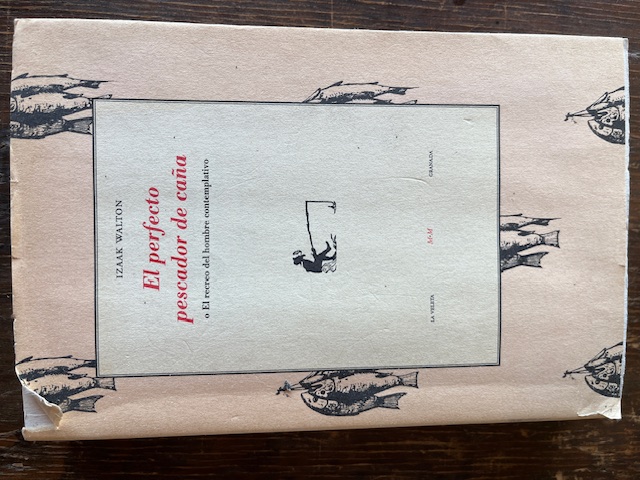 IZAAK WALTON
El perfecto
pescador de caña
o El recreo del hombre contemplativo
LA VELETA M•M GRANADA